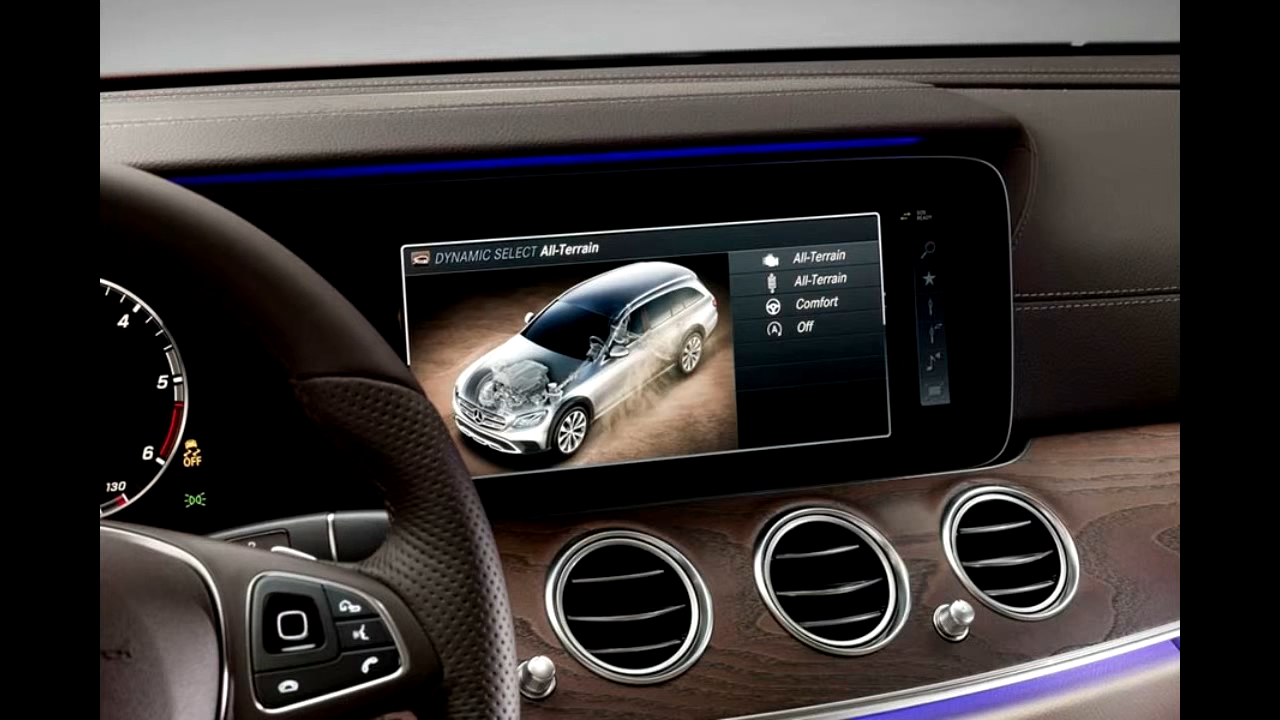 DYNAMIC SELECT All-Terrain
All-Terrain
All-Terrain
Comfort
Off
4
5
6
130
OFF